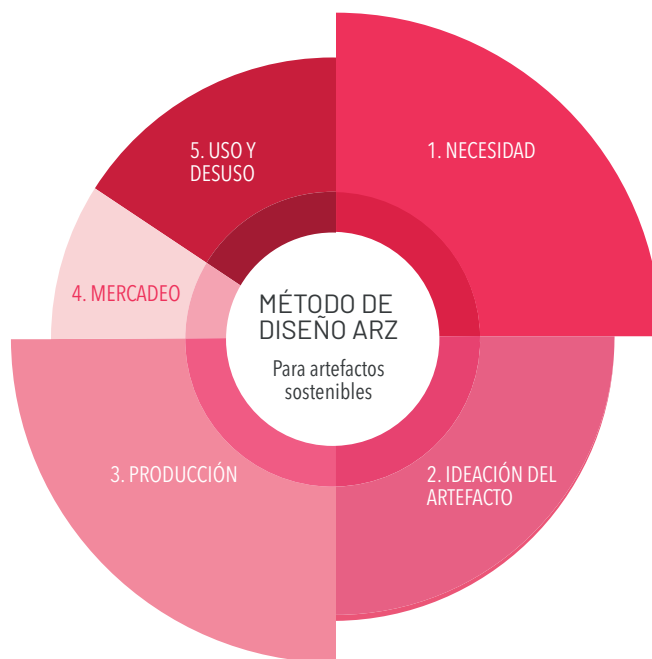 MÉTODO DE
DISEÑO ARZ
Para artefactos
sostenibles
1. NECESIDAD
2. IDEACIÓN DEL
ARTEFACTO
3. PRODUCCIÓN
4. MERCADEO
5. USO Y
DESUSO